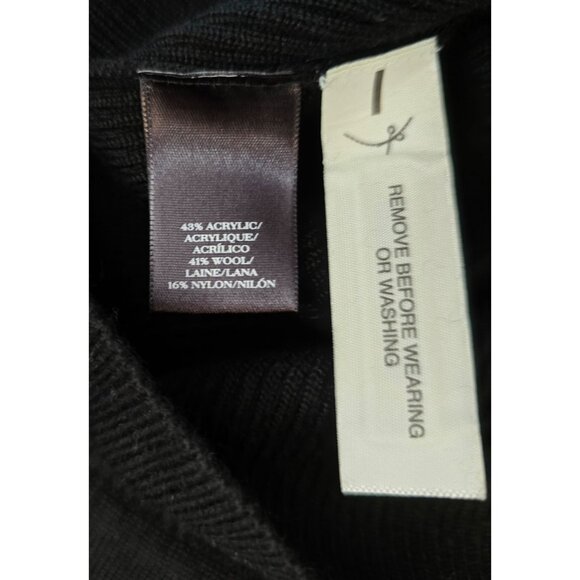 43% ACRYLIC/
ACRYLIQUE/
ACRÍLICO
41% WOOL/
LAINE/LANA
16% NYLON/NILÓN
REMOVE BEFORE WEARING
OR WASHING